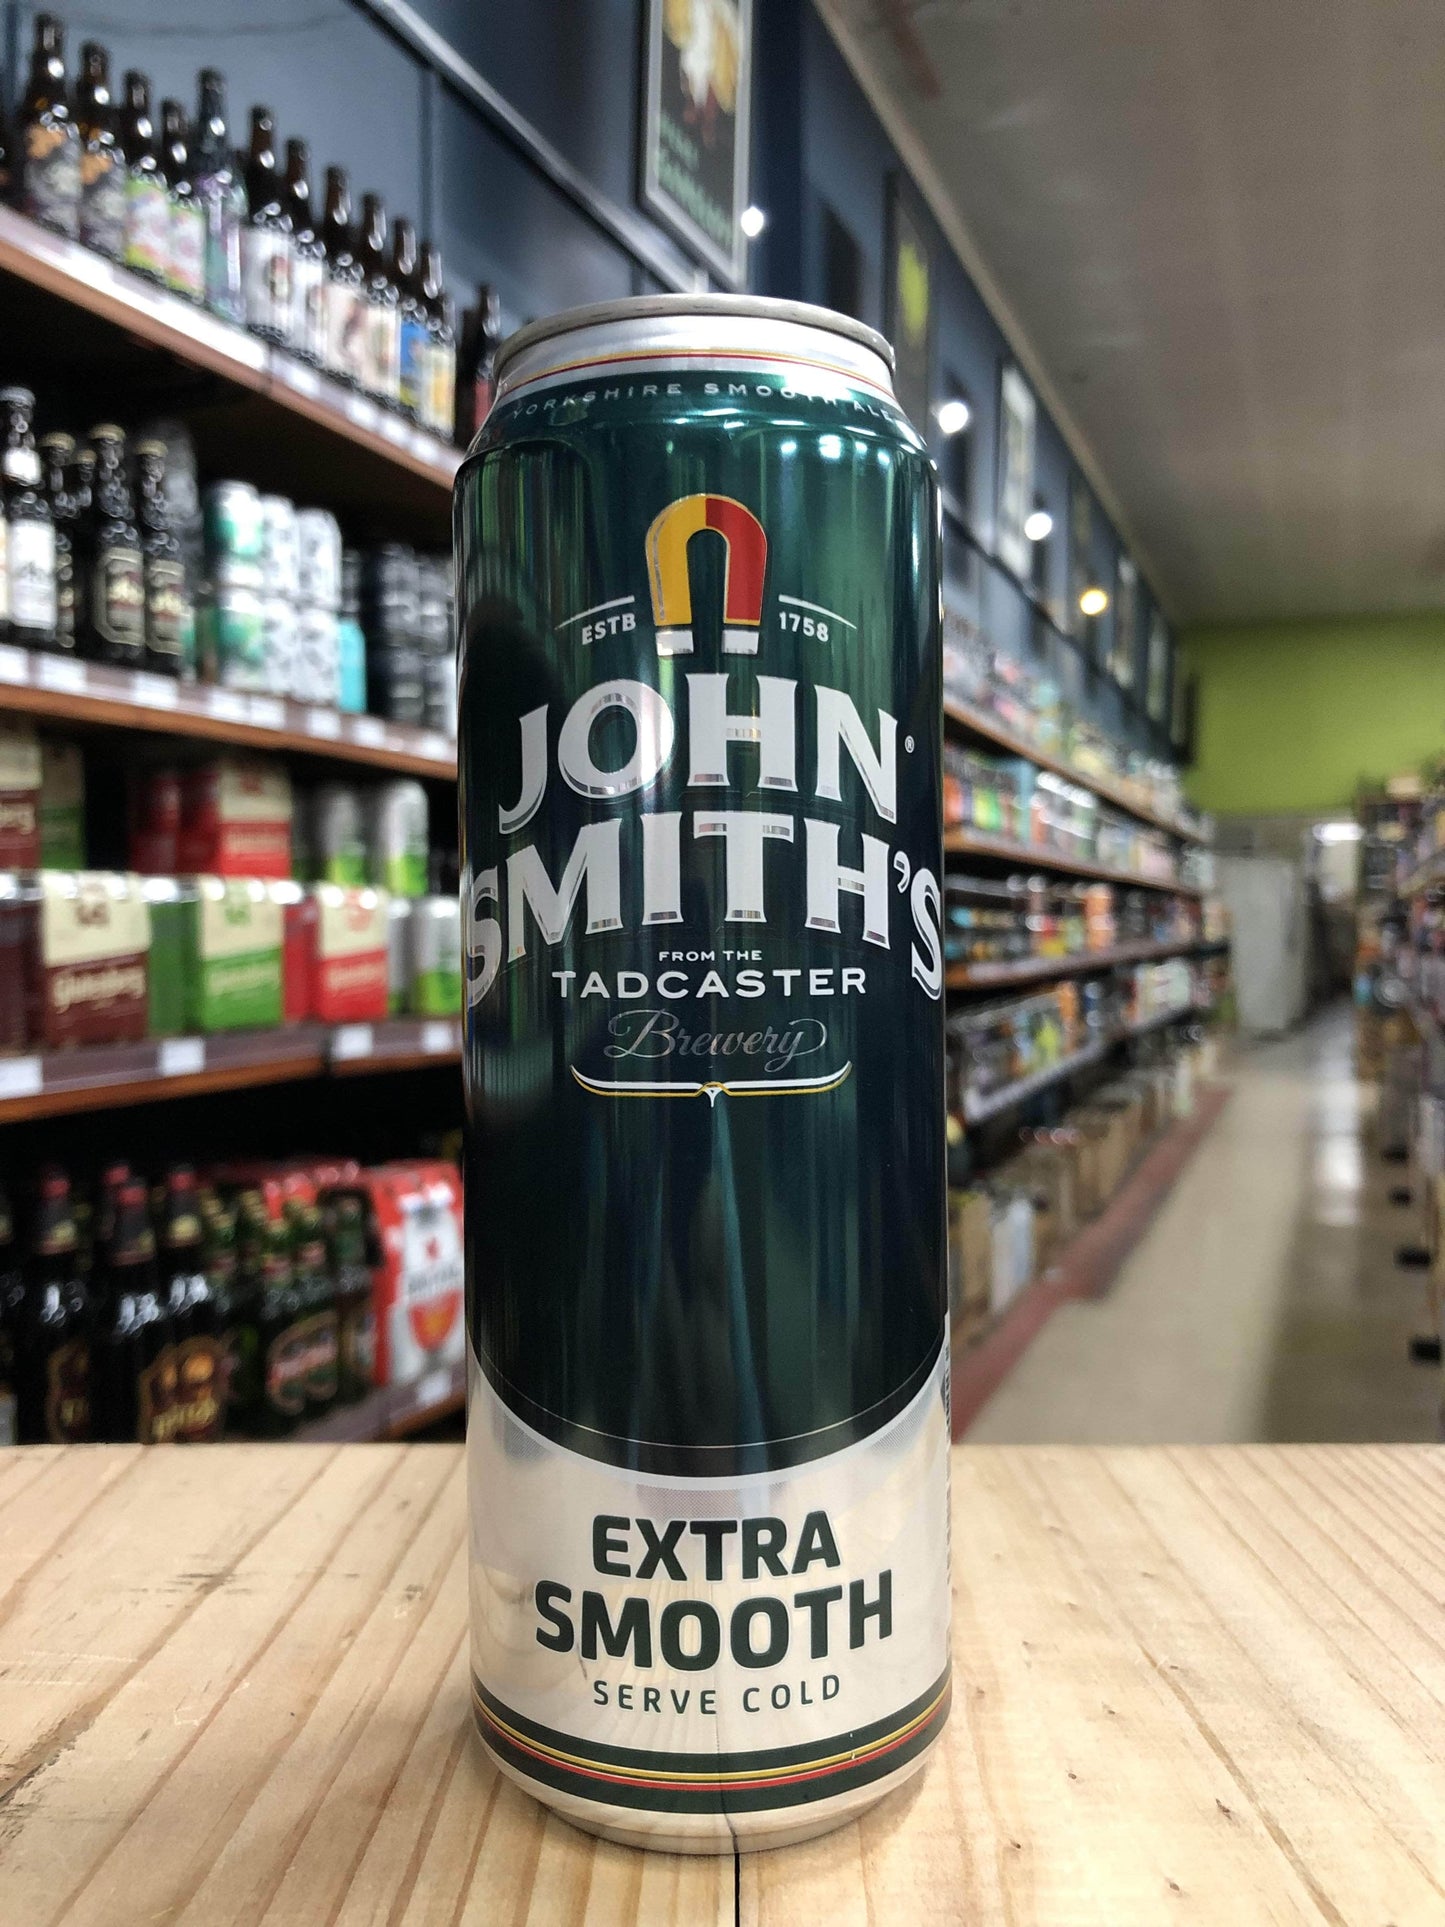 YORKSHIRE SMOOTH ALE
ESTB 1758
JOHN®
SMITH'S
FROM THE
TADCASTER
Brewery
EXTRA
SMOOTH
SERVE COLD